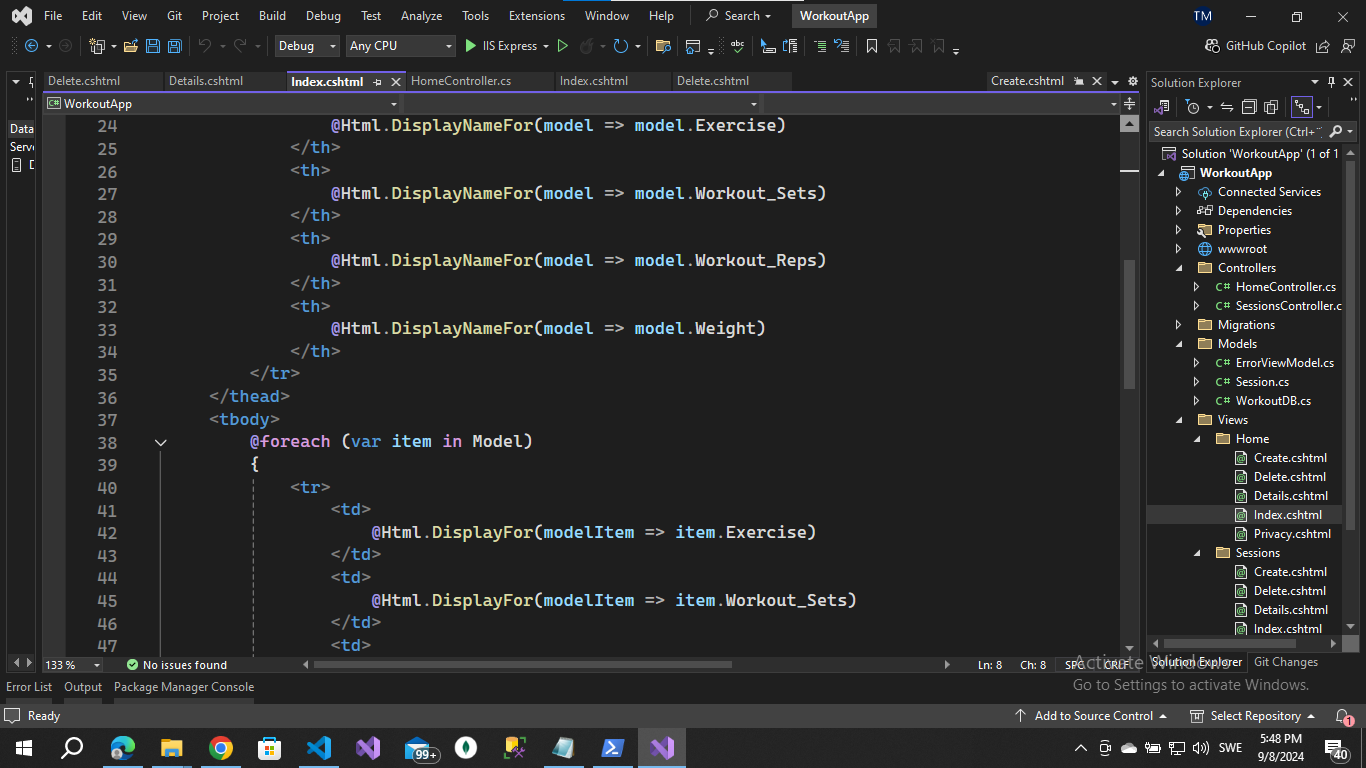 File Edit View Git Project Build Debug Test Analyze Tools Extensions Window Help Search WorkoutApp TM
Debug Any CPU IIS Express GitHub Copilot
Delete.cshtml Details.cshtml Index.cshtml HomeController.cs Index.cshtml Delete.cshtml Create.cshtml
C# WorkoutApp
24 @Html.DisplayNameFor(model => model.Exercise)
25 </th>
26 <th>
27 @Html.DisplayNameFor(model => model.Workout_Sets)
28 </th>
29 <th>
30 @Html.DisplayNameFor(model => model.Workout_Reps)
31 </th>
32 <th>
33 @Html.DisplayNameFor(model => model.Weight)
34 </th>
35 </tr>
36 </thead>
37 <tbody>
38 @foreach (var item in Model)
39 {
40 <tr>
41 <td>
42 @Html.DisplayFor(modelItem => item.Exercise)
43 </td>
44 <td>
45 @Html.DisplayFor(modelItem => item.Workout_Sets)
46 </td>
47 <td>
133 % No issues found Ln: 8 Ch: 8 SPC CRLF
Data
Serv
Solution Explorer
Search Solution Explorer (Ctrl+
Solution 'WorkoutApp' (1 of 1
WorkoutApp
Connected Services
Dependencies
Properties
wwwroot
Controllers
C# HomeController.cs
C# SessionsController.c
Migrations
Models
C# ErrorViewModel.cs
C# Session.cs
C# WorkoutDB.cs
Views
Home
Create.cshtml
Delete.cshtml
Details.cshtml
Index.cshtml
Privacy.cshtml
Sessions
Create.cshtml
Delete.cshtml
Details.cshtml
Index.cshtml
Solution Explorer Git Changes
Activate Windows
Go to Settings to activate Windows.
Error List Output Package Manager Console
Ready Add to Source Control Select Repository 1
99+ SWE 5:48 PM
9/8/2024 40